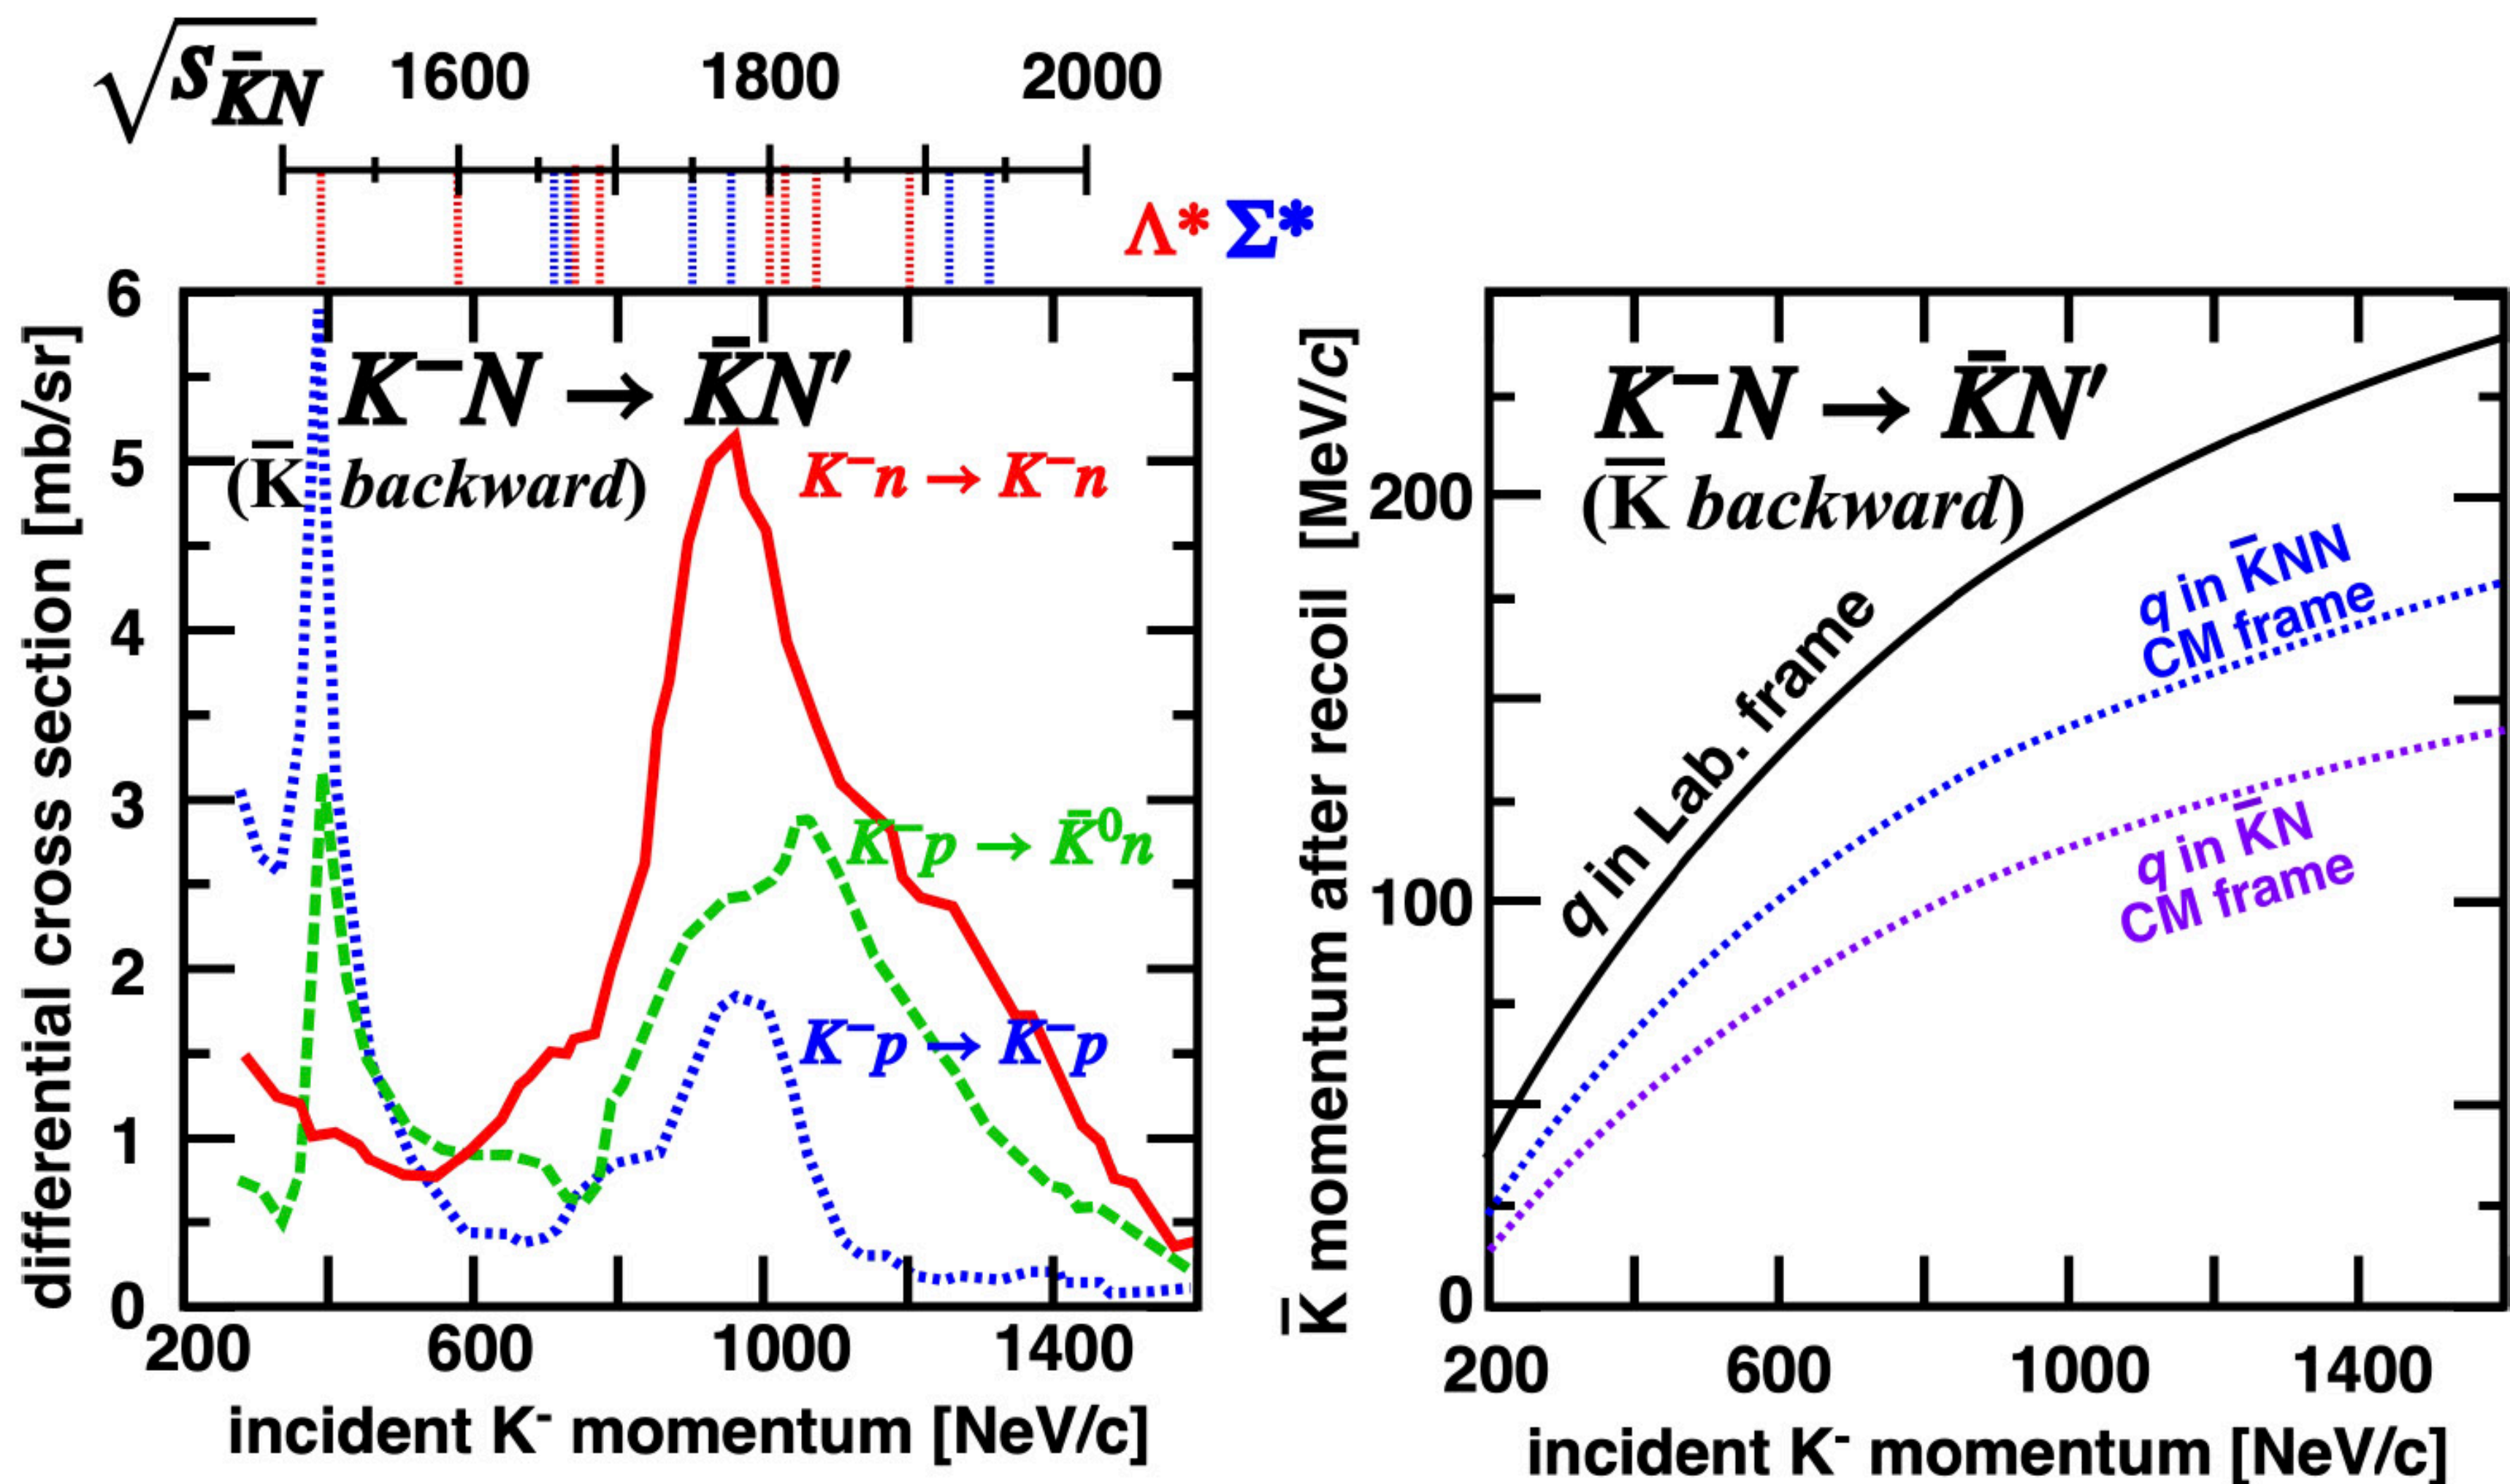 √s_K̄N 1600 1800 2000
Λ* Σ*
6
5
4
3
2
1
0
differential cross section [mb/sr]
K⁻N → K̄N′
(K̄ backward)
K⁻n → K⁻n
K⁻p → K̄⁰n
K⁻p → K⁻p
200 600 1000 1400
incident K⁻ momentum [NeV/c]
K̄ momentum after recoil [MeV/c]
200
100
0
K⁻N → K̄N′
(K̄ backward)
q in Lab. frame
q in K̄NN
CM frame
q in K̄N
CM frame
200 600 1000 1400
incident K⁻ momentum [NeV/c]